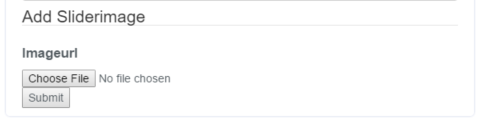 Add Sliderimage
Imageurl
Choose File No file chosen
Submit